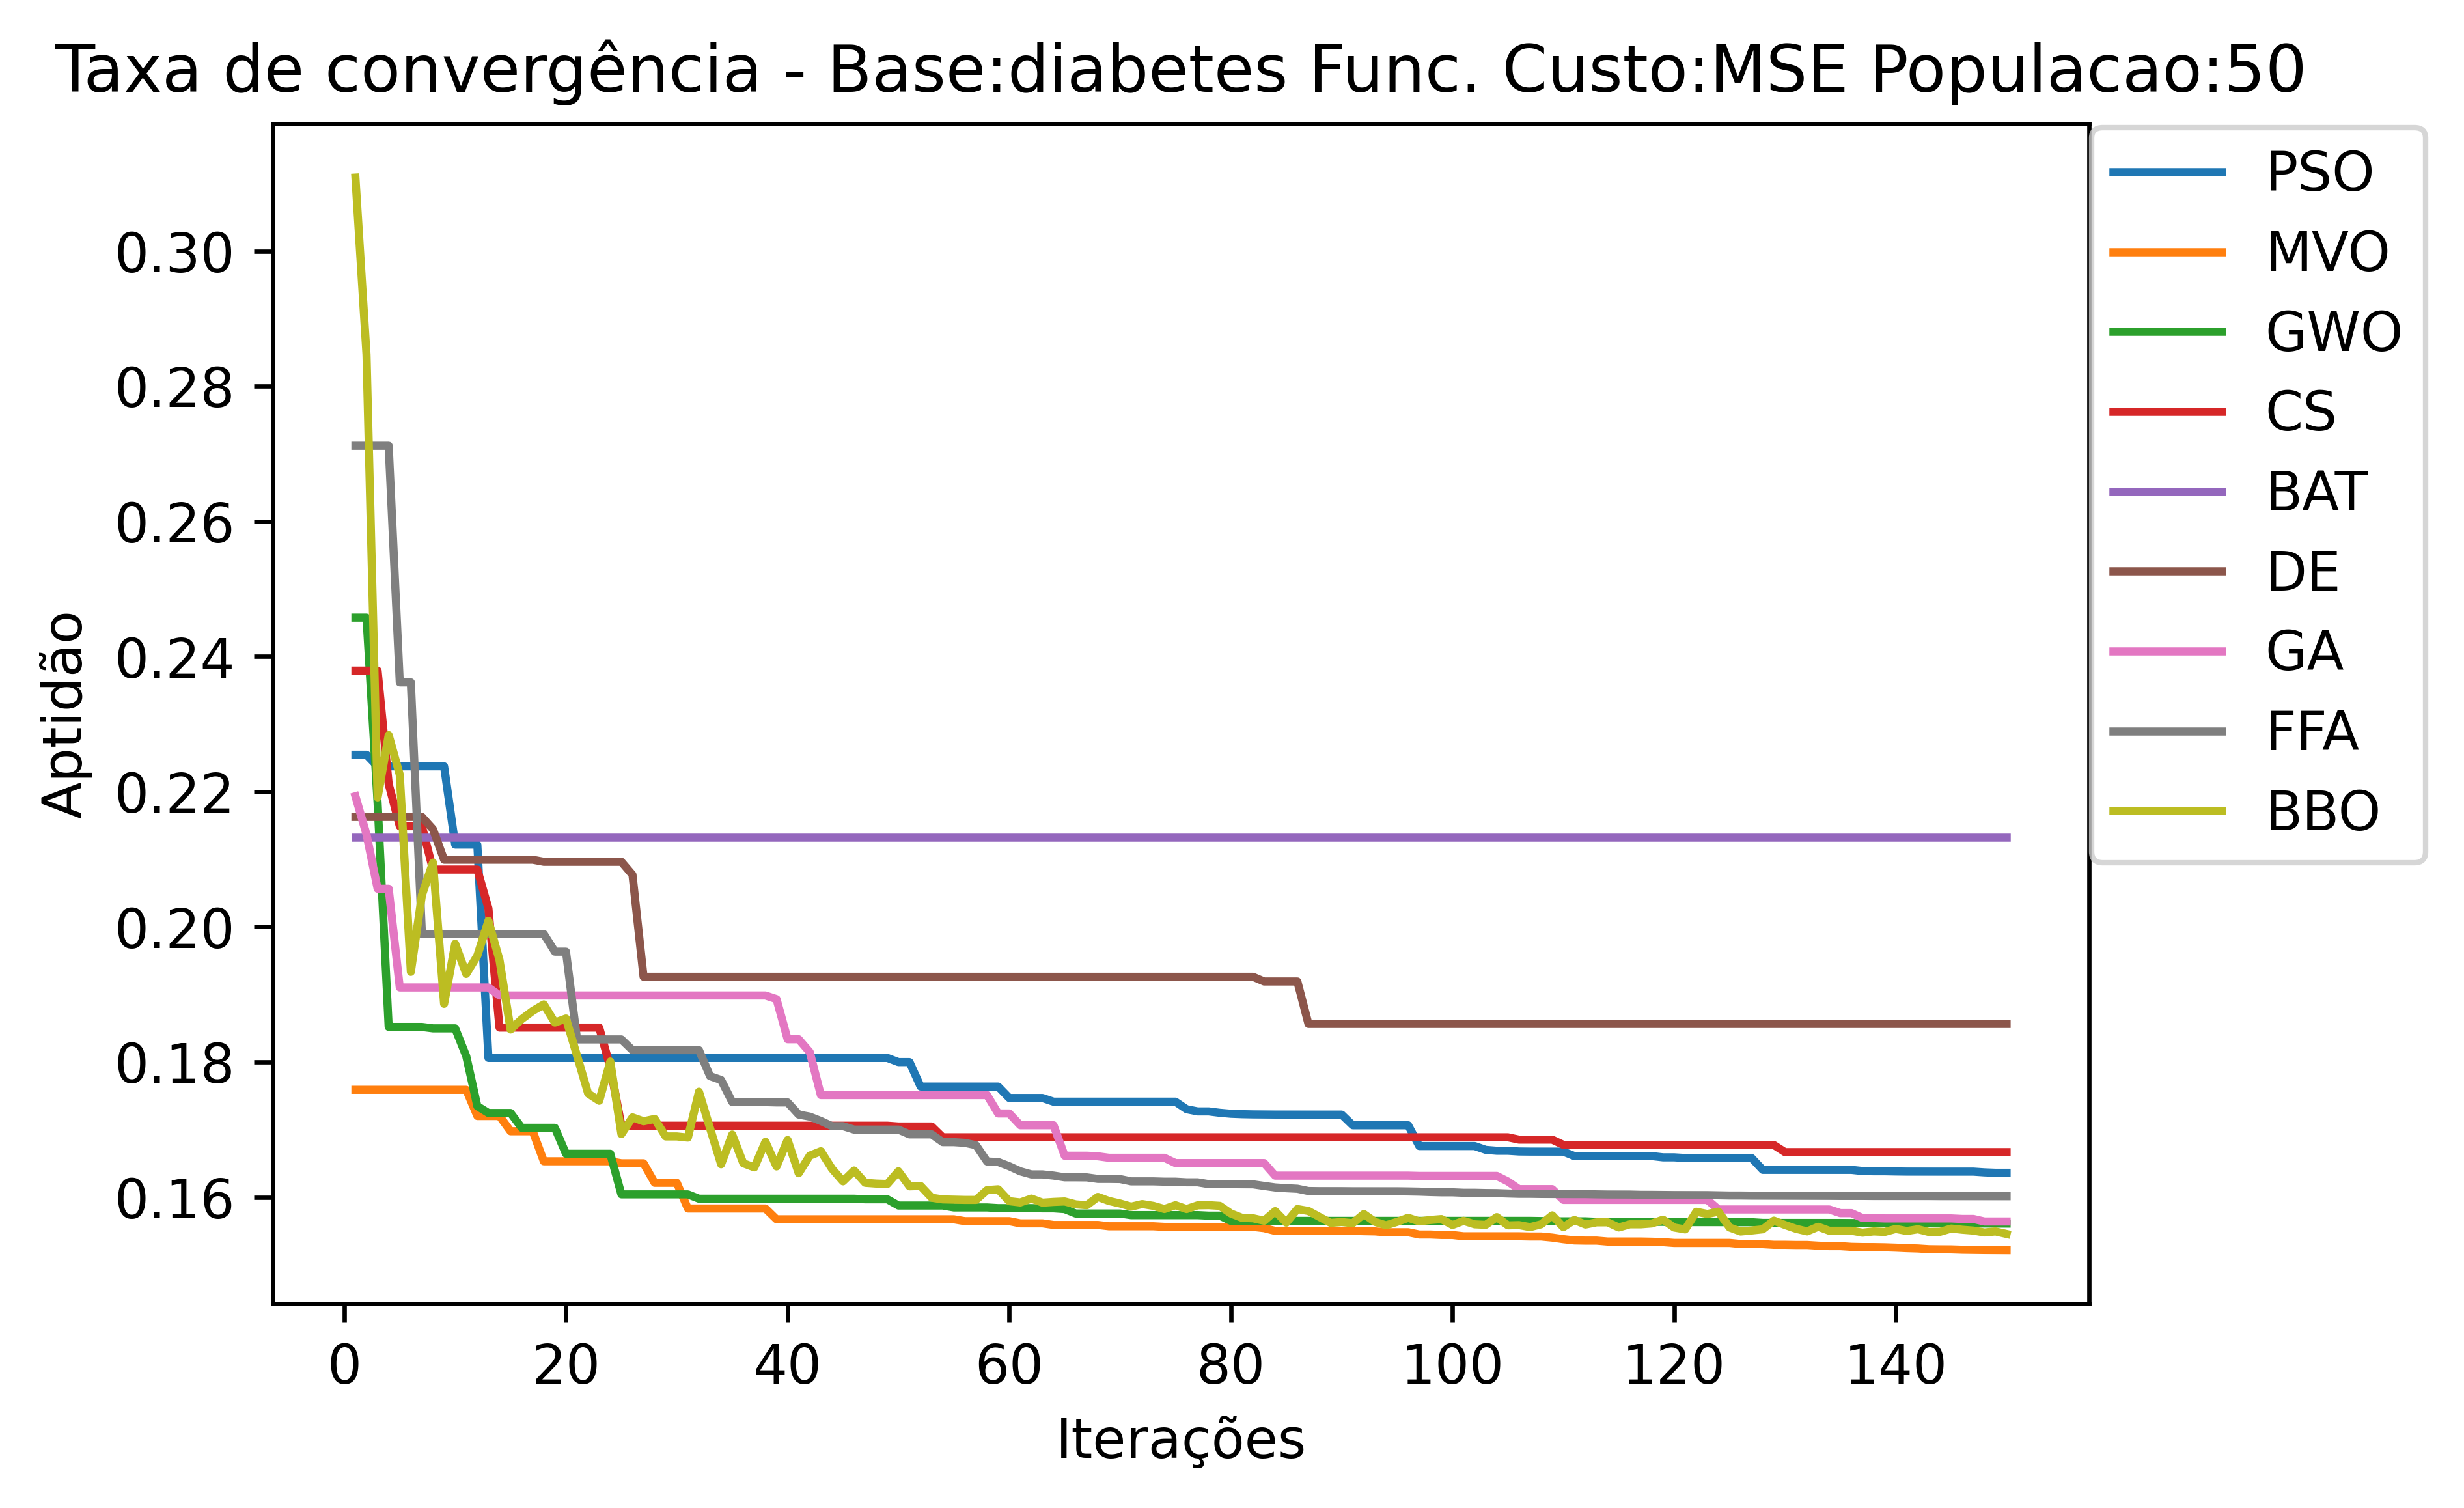 Taxa de convergência - Base:diabetes Func. Custo:MSE Populacao:50
PSO
MVO
GWO
CS
BAT
DE
GA
FFA
BBO
Aptidão
0.30
0.28
0.26
0.24
0.22
0.20
0.18
0.16
0 20 40 60 80 100 120 140
Iterações